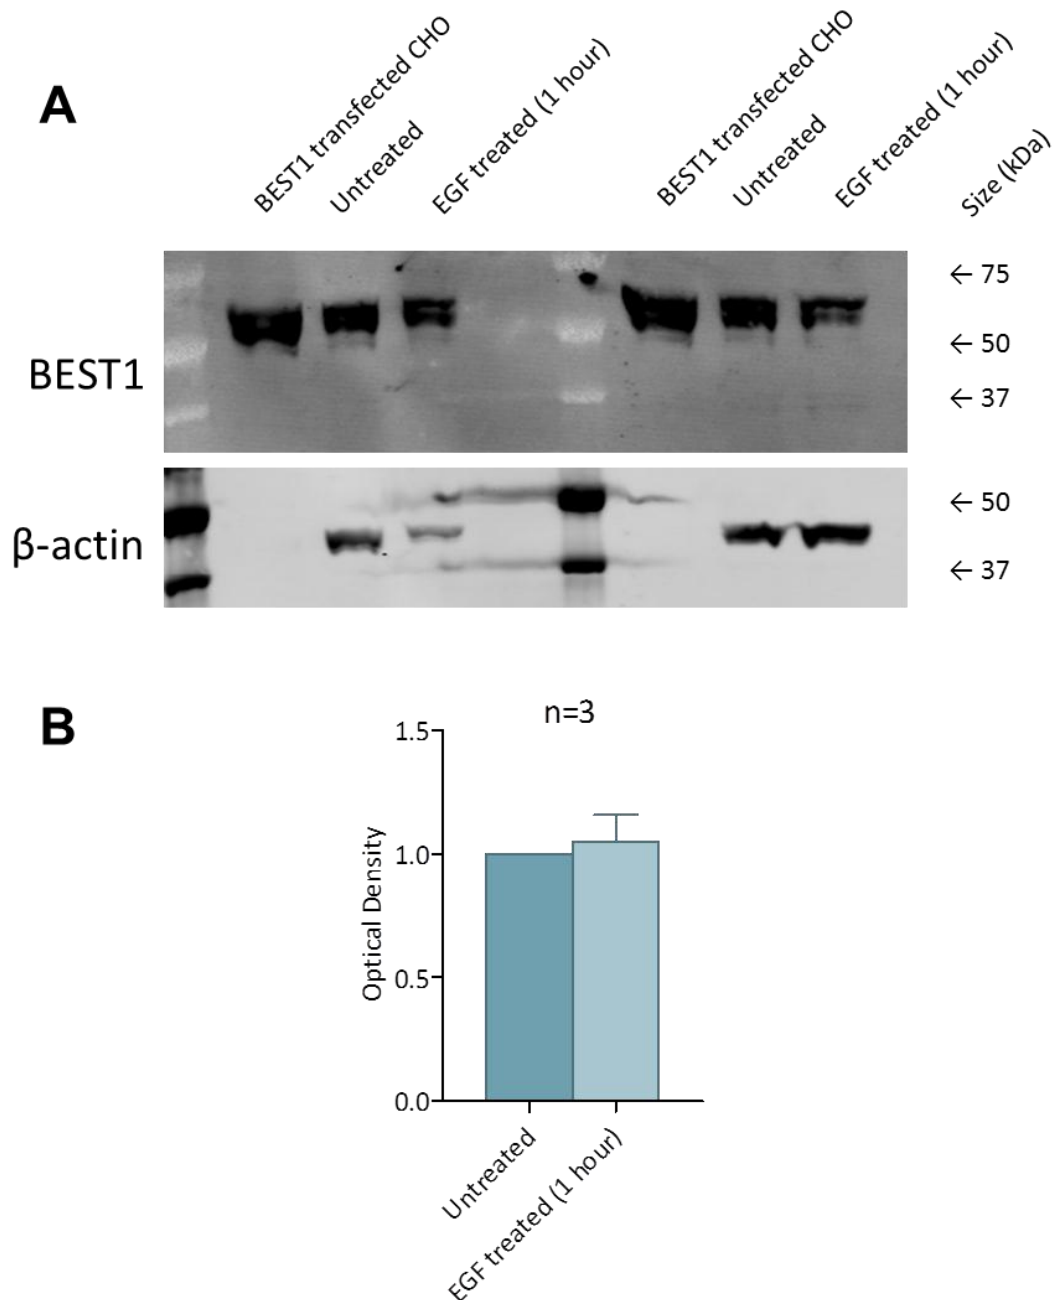 A
BEST1 transfected CHO
Untreated
EGF treated (1 hour)
BEST1 transfected CHO
Untreated
EGF treated (1 hour)
Size (kDa)
BEST1
← 75
← 50
← 37
β-actin
← 50
← 37
B
n=3
1.5
1.0
0.5
0.0
Optical Density
Untreated
EGF treated (1 hour)